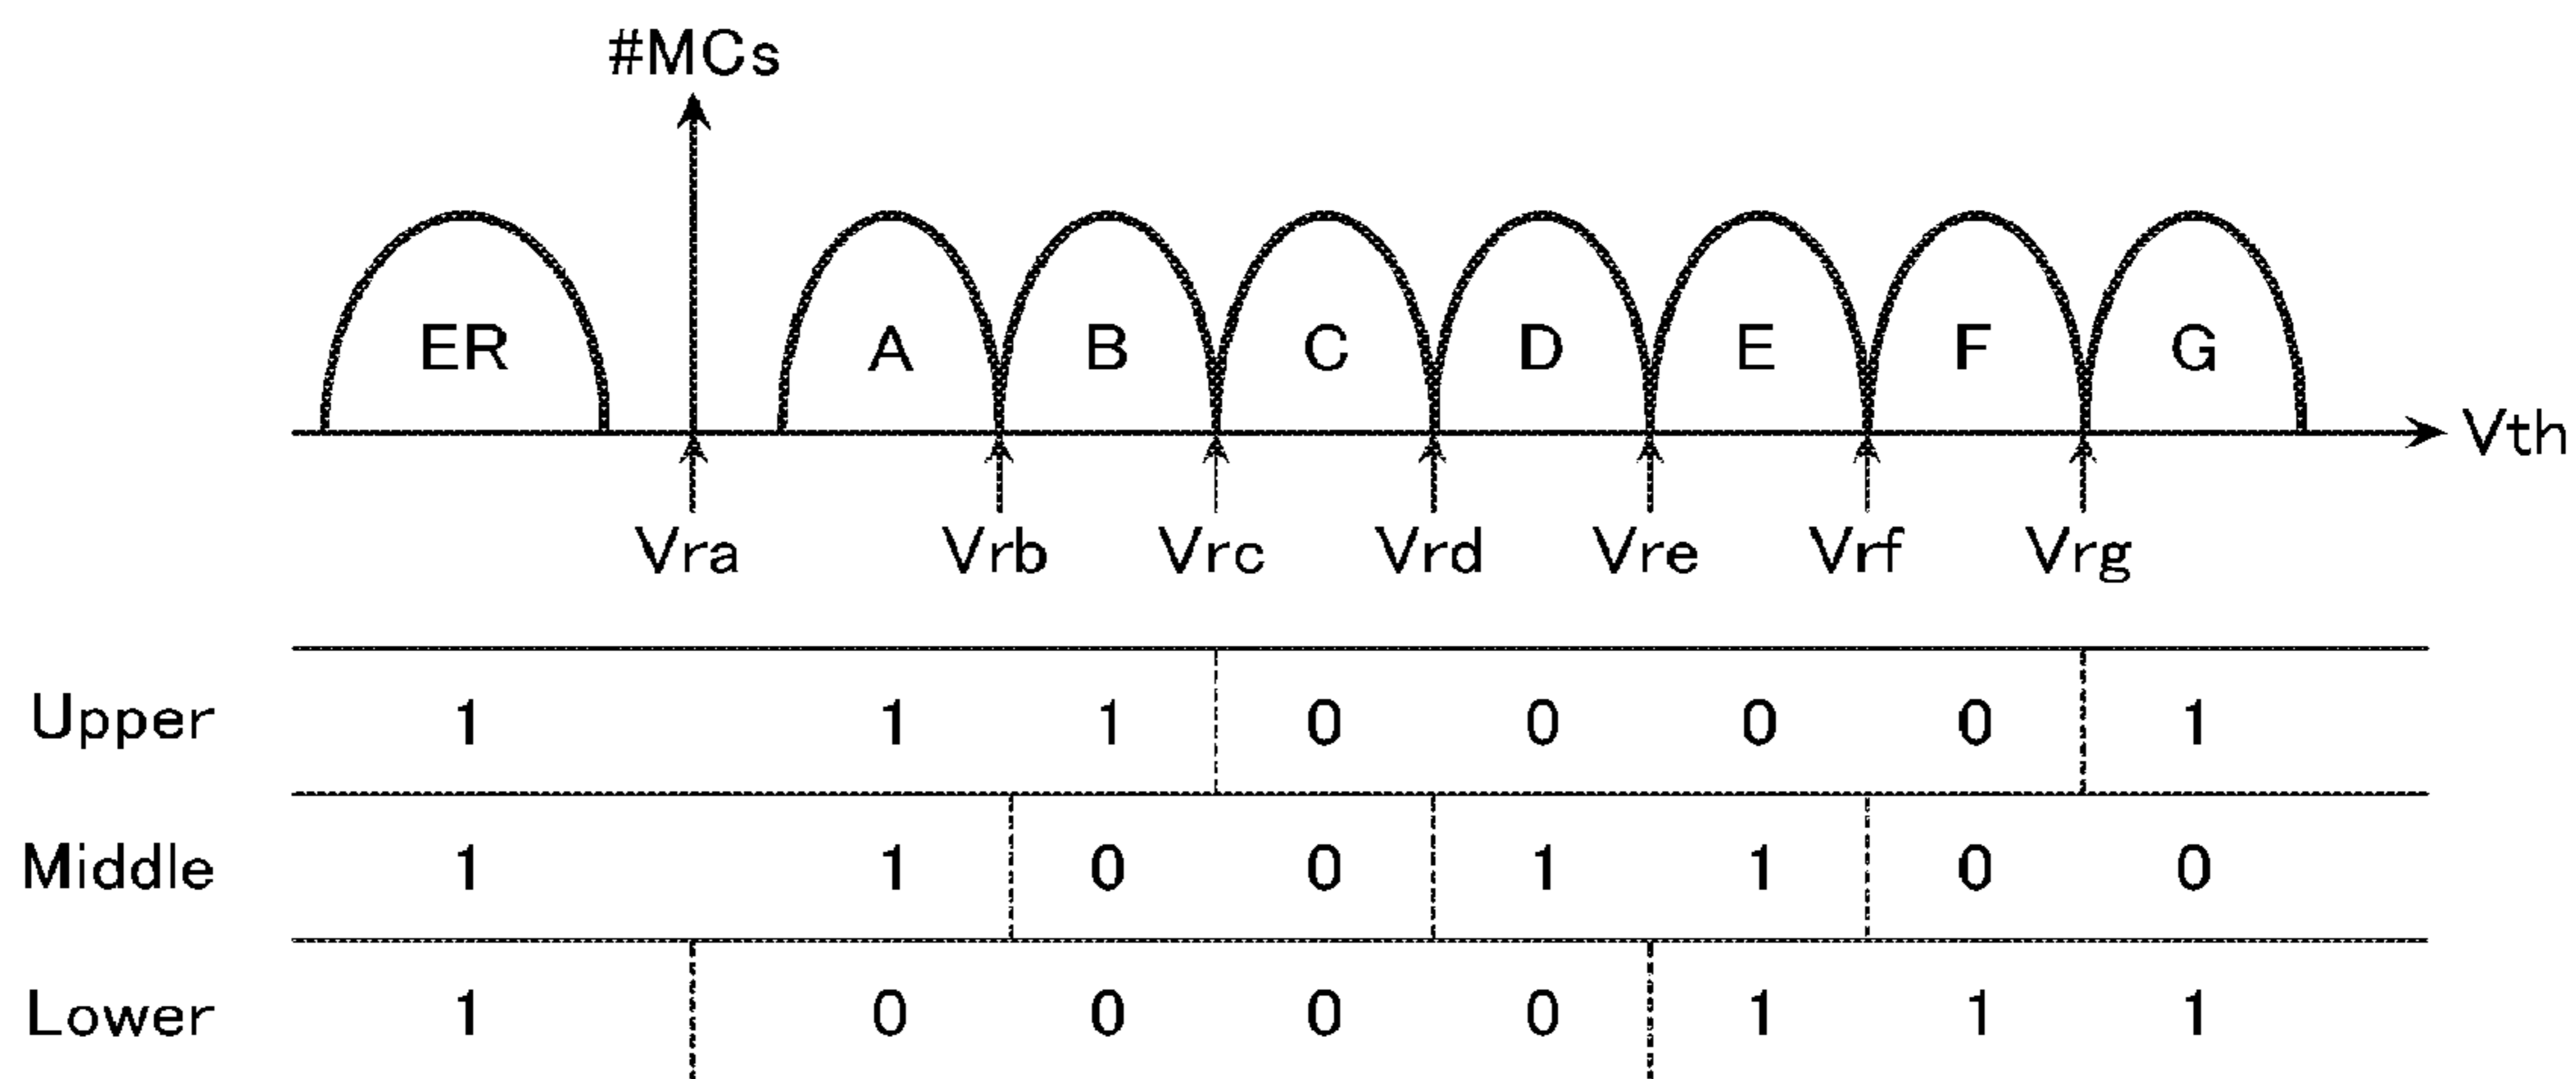 #MCs
ER A B C D E F G
Vth
Vra Vrb Vrc Vrd Vre Vrf Vrg
Upper 1 1 1 0 0 0 0 1
Middle 1 1 0 0 1 1 0 0
Lower 1 0 0 0 0 1 1 1